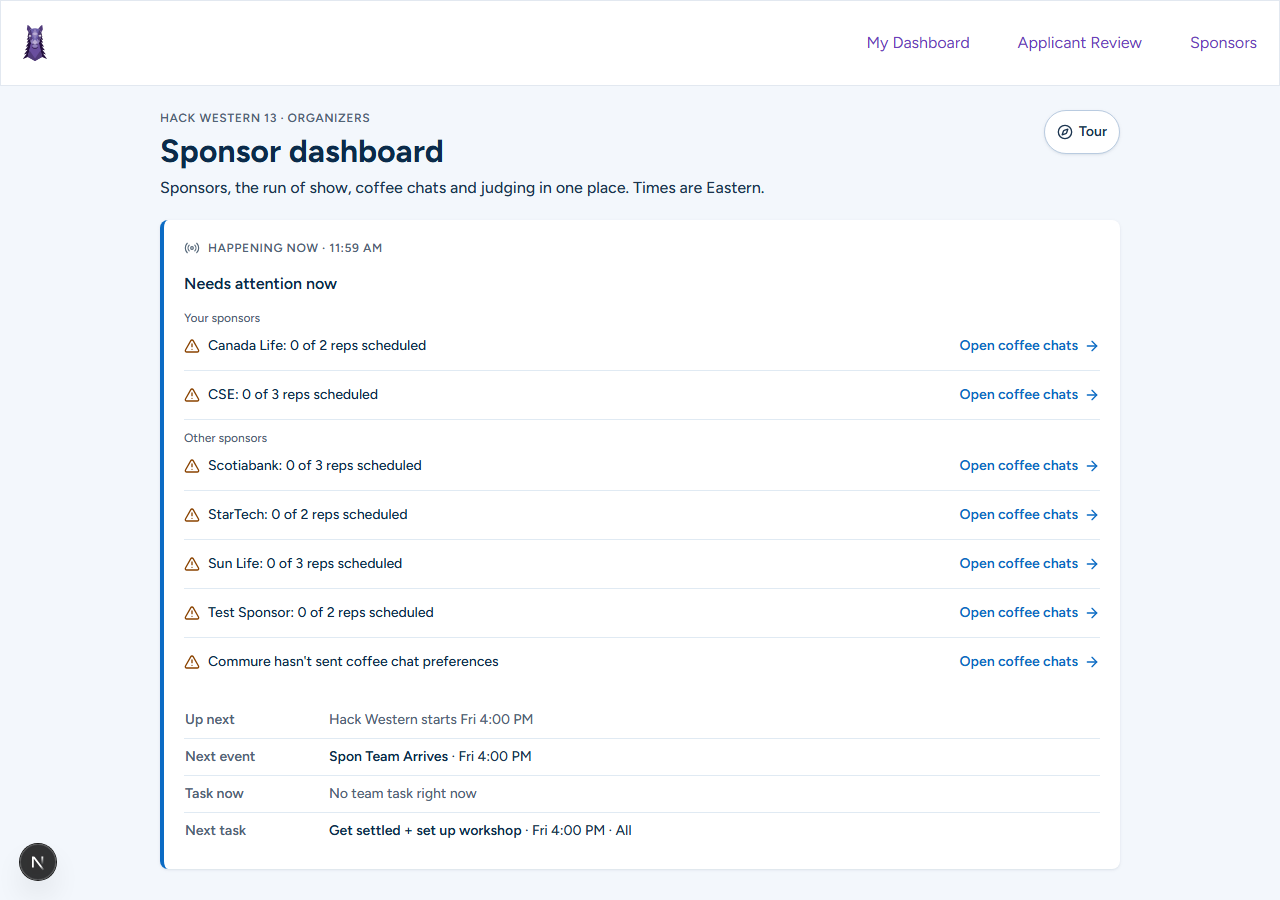 My Dashboard Applicant Review Sponsors
HACK WESTERN 13 · ORGANIZERS
Sponsor dashboard
Tour
Sponsors, the run of show, coffee chats and judging in one place. Times are Eastern.
HAPPENING NOW · 11:59 AM
Needs attention now
Your sponsors
Canada Life: 0 of 2 reps scheduled Open coffee chats →
CSE: 0 of 3 reps scheduled Open coffee chats →
Other sponsors
Scotiabank: 0 of 3 reps scheduled Open coffee chats →
StarTech: 0 of 2 reps scheduled Open coffee chats →
Sun Life: 0 of 3 reps scheduled Open coffee chats →
Test Sponsor: 0 of 2 reps scheduled Open coffee chats →
Commure hasn't sent coffee chat preferences Open coffee chats →
Up next Hack Western starts Fri 4:00 PM
Next event Spon Team Arrives · Fri 4:00 PM
Task now No team task right now
Next task Get settled + set up workshop · Fri 4:00 PM · All
N